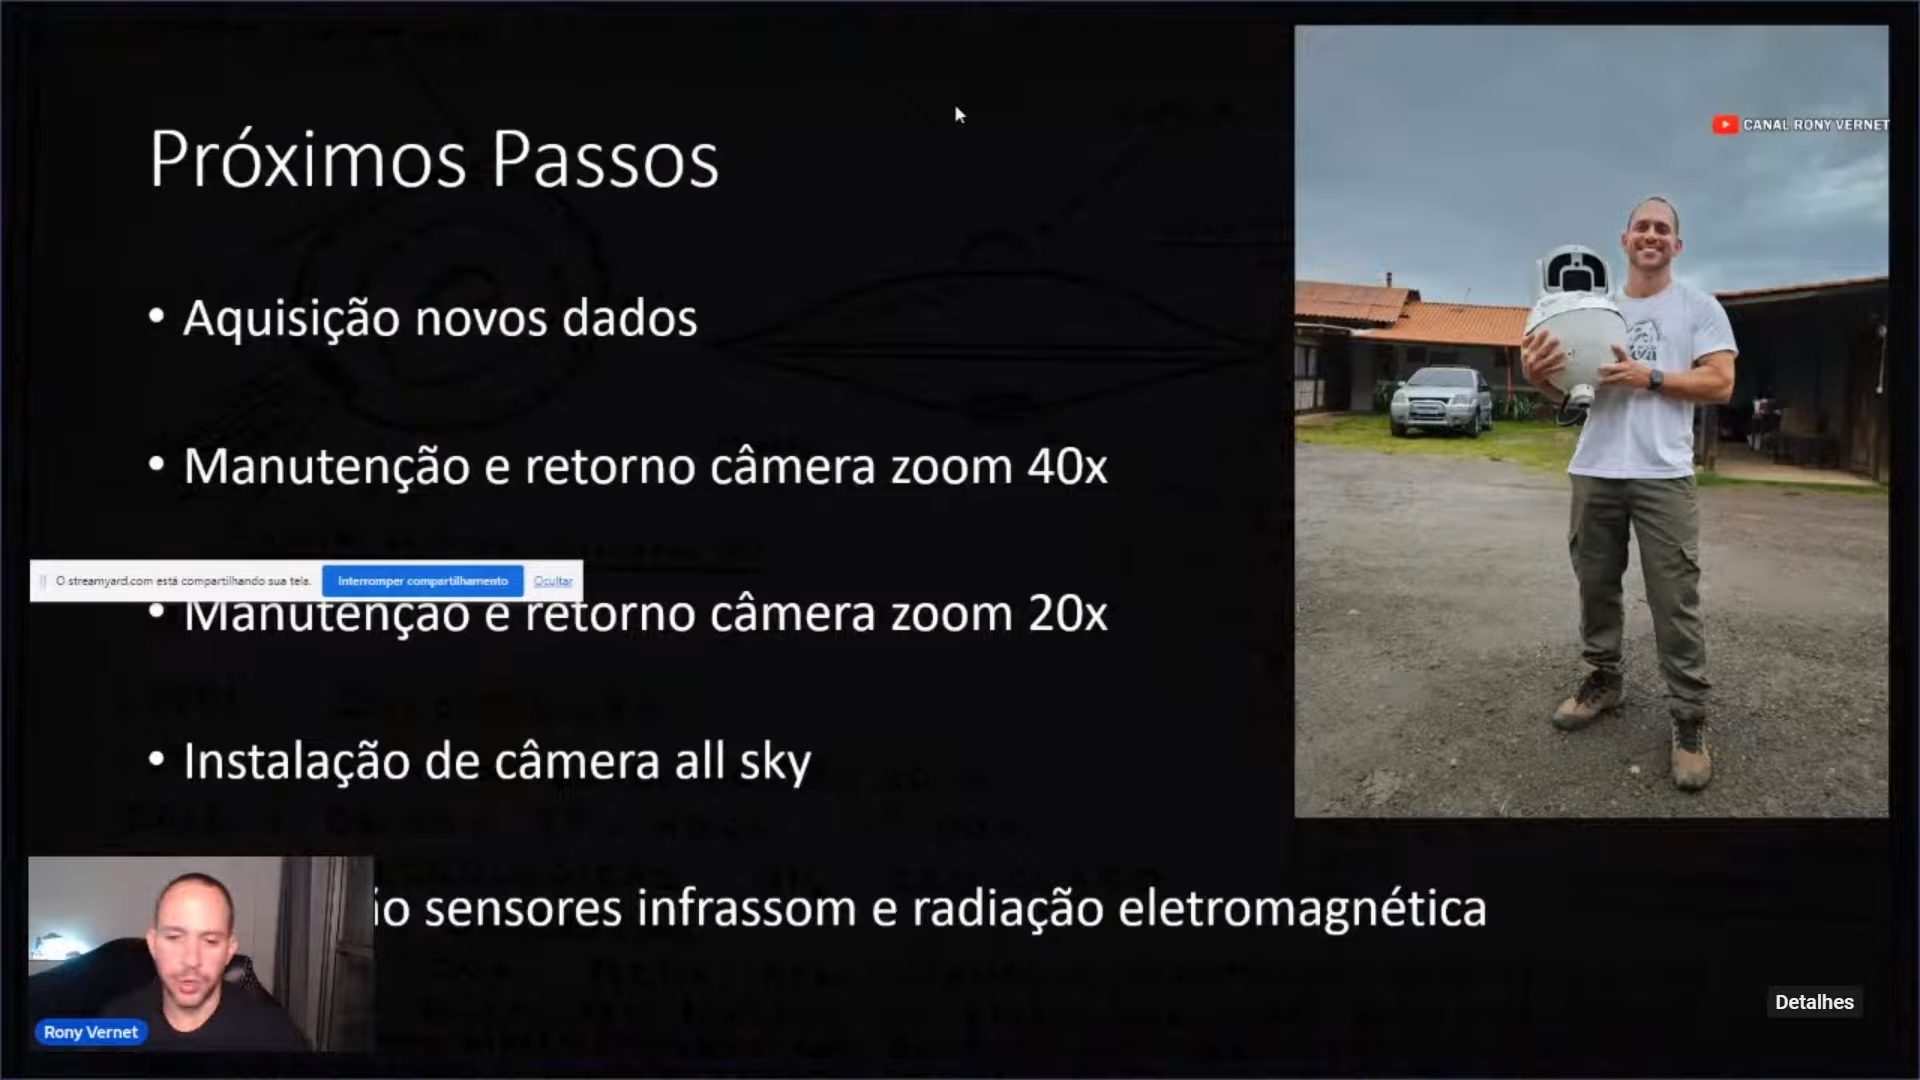 CANAL RONY VERNET
Próximos Passos
• Aquisição novos dados
• Manutenção e retorno câmera zoom 40x
O streamyard.com está compartilhando sua tela. Interromper compartilhamento Ocultar
• Manutenção e retorno câmera zoom 20x
• Instalação de câmera all sky
ão sensores infrassom e radiação eletromagnética
Detalhes
Rony Vernet